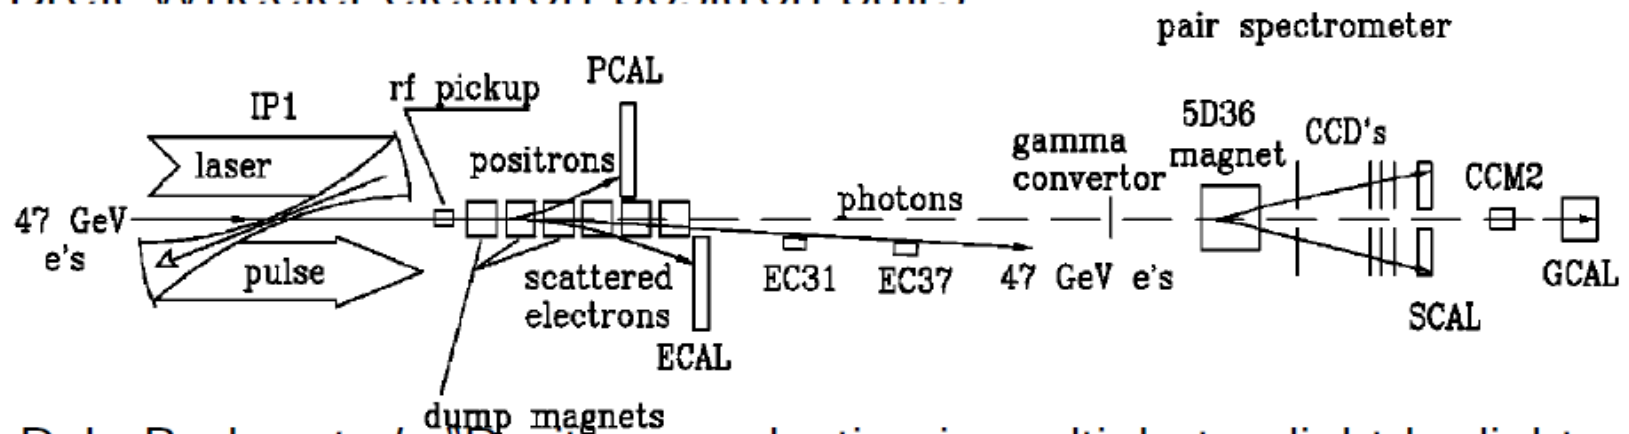 pair spectrometer
PCAL
rf pickup
IP1
5D36
magnet
CCD's
gamma
convertor
laser
positrons
CCM2
photons
47 GeV
e's
pulse
scattered
electrons
EC31
EC37
47 GeV e's
GCAL
SCAL
ECAL
dump magnets